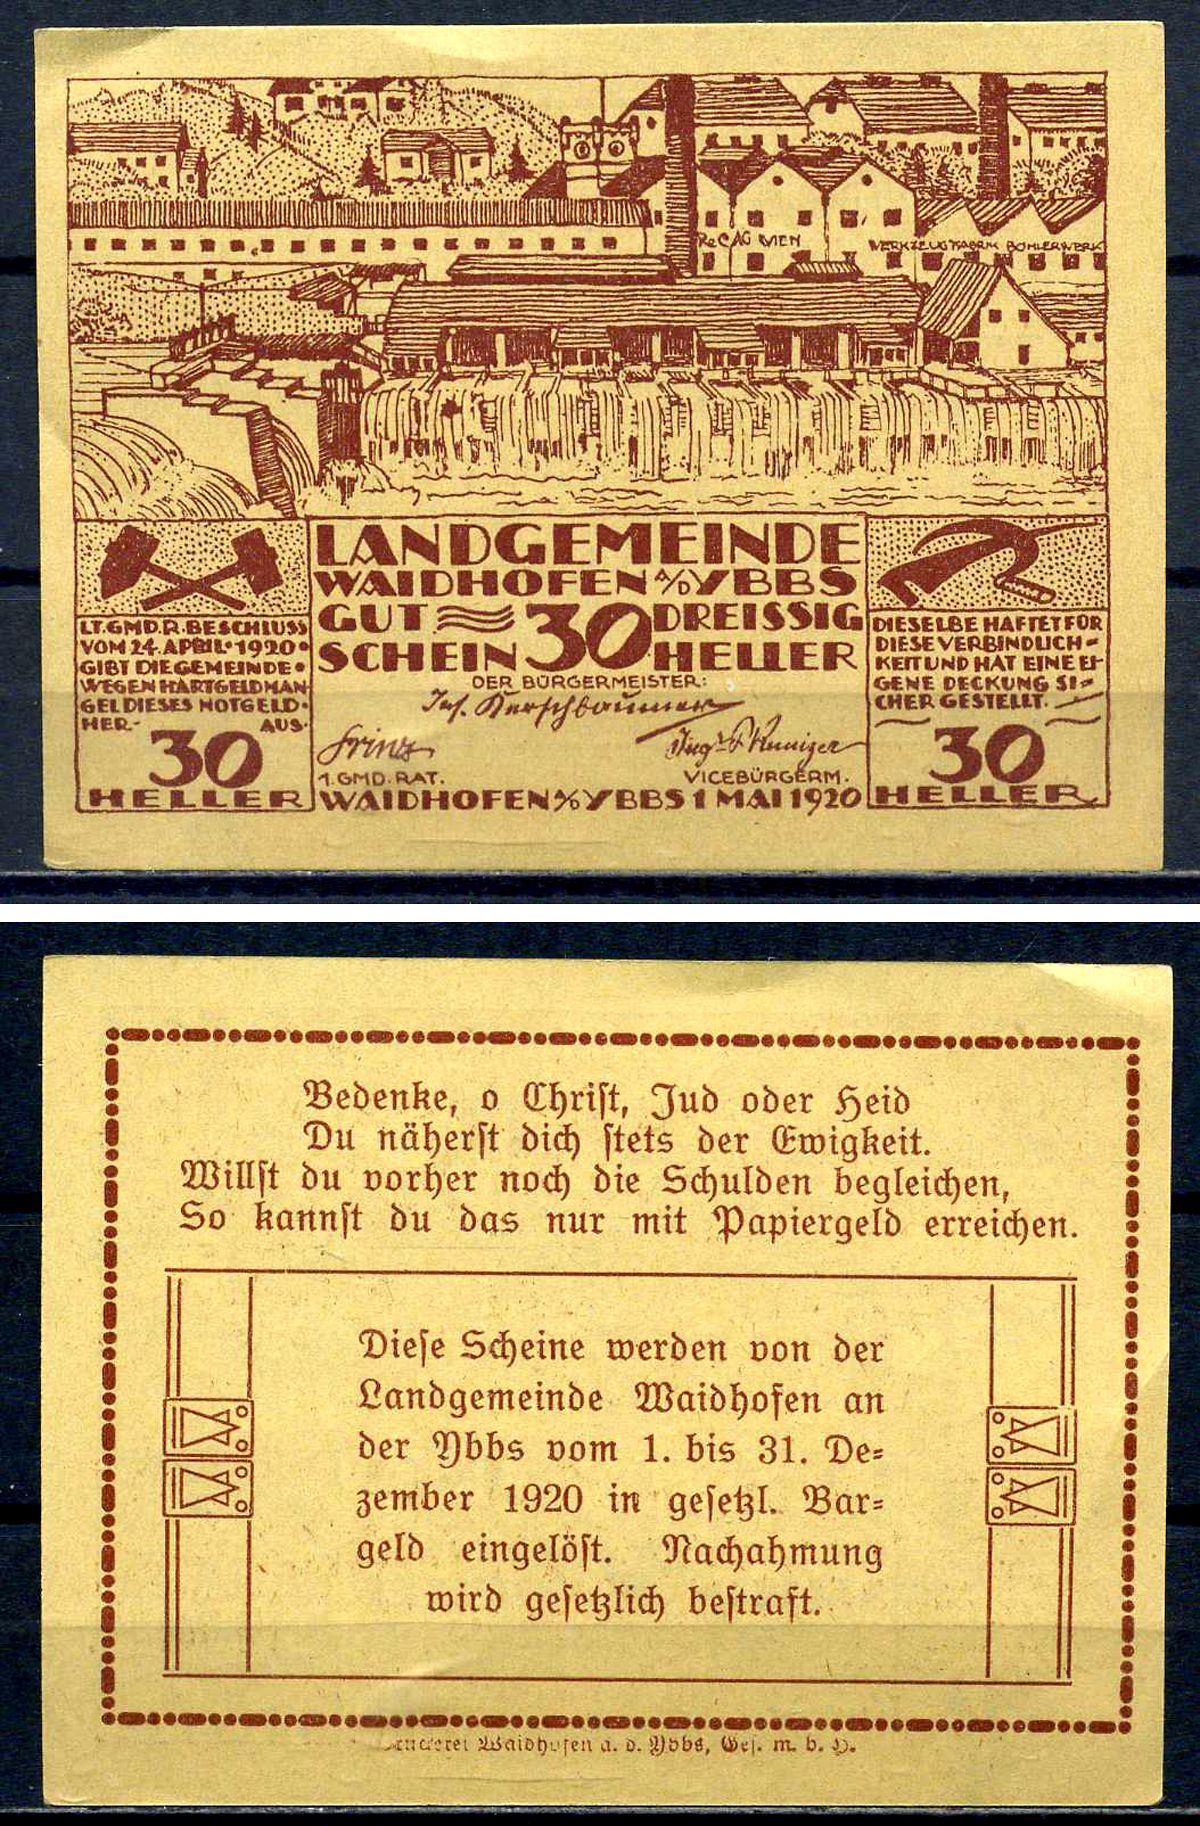 ReCAG WIEN
WERKZEUG FABRIK BÖHLERWERK
LANDGEMEINDE
WAIDHOFEN A/D YBBS
GUT 30 DREISSIG
SCHEIN HELLER
LT. GMD. R. BESCHLUSS
VOM 24. APRIL • 1920 •
GIBT DIE GEMEINDE •
WEGEN HARTGELDMAN
GEL DIESES NOTGELD •
HER- AUS •
30
HELLER
DER BÜRGERMEISTER:
Jos. Kerschbaumer
Prinz
1. GMD. RAT. VICEBÜRGERM.
WAIDHOFEN A/D YBBS 1 MAI 1920
DIESELBE HAFTET FÜR
DIESE VERBINDLICH=
KEIT UND HAT EINE EI-
GENE DECKUNG SI=
CHER GESTELLT.
30
HELLER
Bedenke, o Christ, Jud oder Heid
Du näherst dich stets der Ewigkeit.
Willst du vorher noch die Schulden begleichen,
So kannst du das nur mit Papiergeld erreichen.
Diese Scheine werden von der
Landgemeinde Waidhofen an
der Ybbs vom 1. bis 31. De=
zember 1920 in gesetzl. Bar=
geld eingelöst. Nachahmung
wird gesetzlich bestraft.
Waidhofen a. d. Ybbs, Ges. m. b. H.